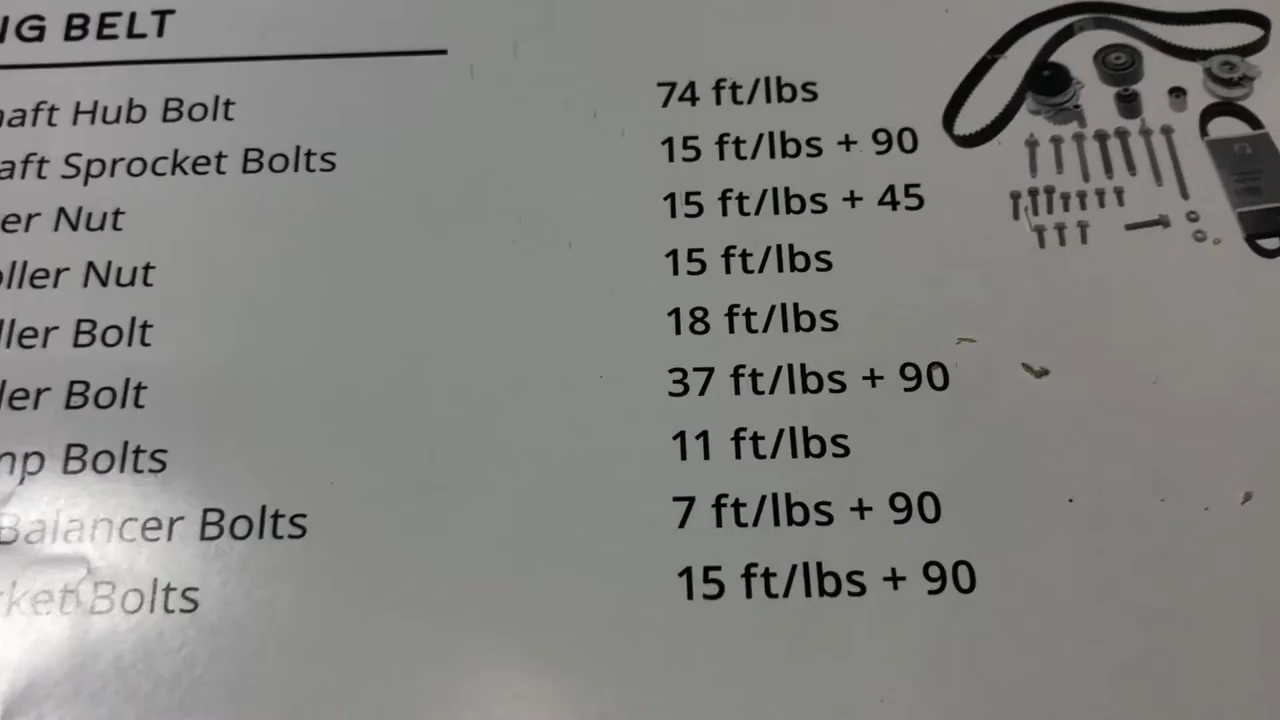 NG BELT
haft Hub Bolt 74 ft/lbs
aft Sprocket Bolts 15 ft/lbs + 90
er Nut 15 ft/lbs + 45
oller Nut 15 ft/lbs
ller Bolt 18 ft/lbs
ler Bolt 37 ft/lbs + 90
mp Bolts 11 ft/lbs
Balancer Bolts 7 ft/lbs + 90
ket Bolts 15 ft/lbs + 90